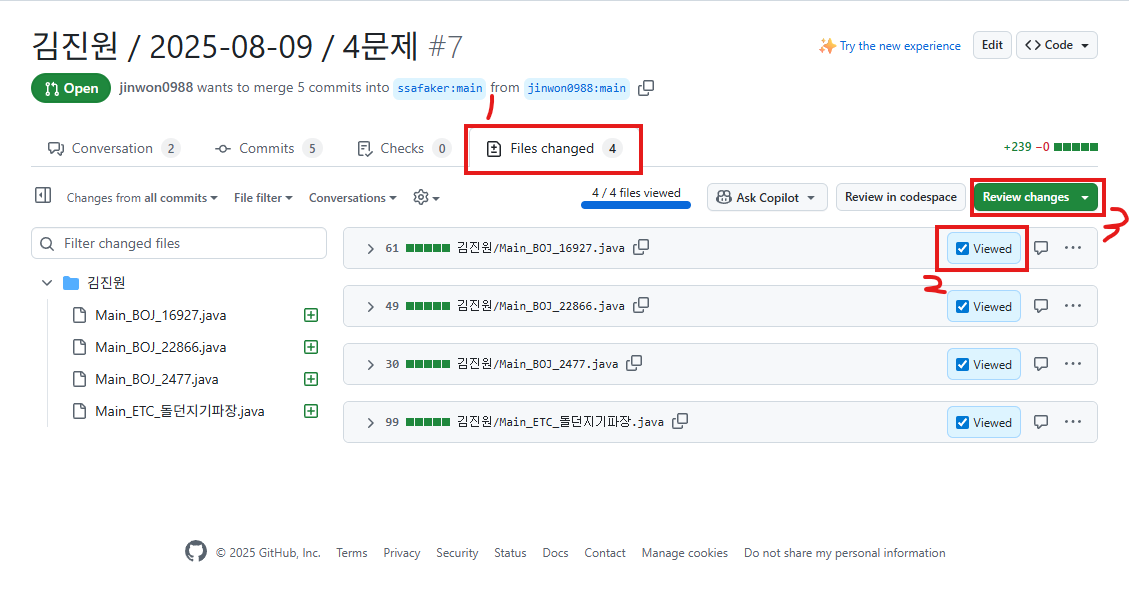 김진원 / 2025-08-09 / 4문제 #7
Try the new experience Edit <> Code
Open jinwon0988 wants to merge 5 commits into ssafaker:main from jinwon0988:main
1
Conversation 2 Commits 5 Checks 0 Files changed 4 +239 −0
Changes from all commits File filter Conversations 4 / 4 files viewed Ask Copilot Review in codespace Review changes
3
Filter changed files
61 김진원/Main_BOJ_16927.java Viewed
2
49 김진원/Main_BOJ_22866.java Viewed
30 김진원/Main_BOJ_2477.java Viewed
99 김진원/Main_ETC_돌던지기파장.java Viewed
김진원
Main_BOJ_16927.java
Main_BOJ_22866.java
Main_BOJ_2477.java
Main_ETC_돌던지기파장.java
© 2025 GitHub, Inc. Terms Privacy Security Status Docs Contact Manage cookies Do not share my personal information